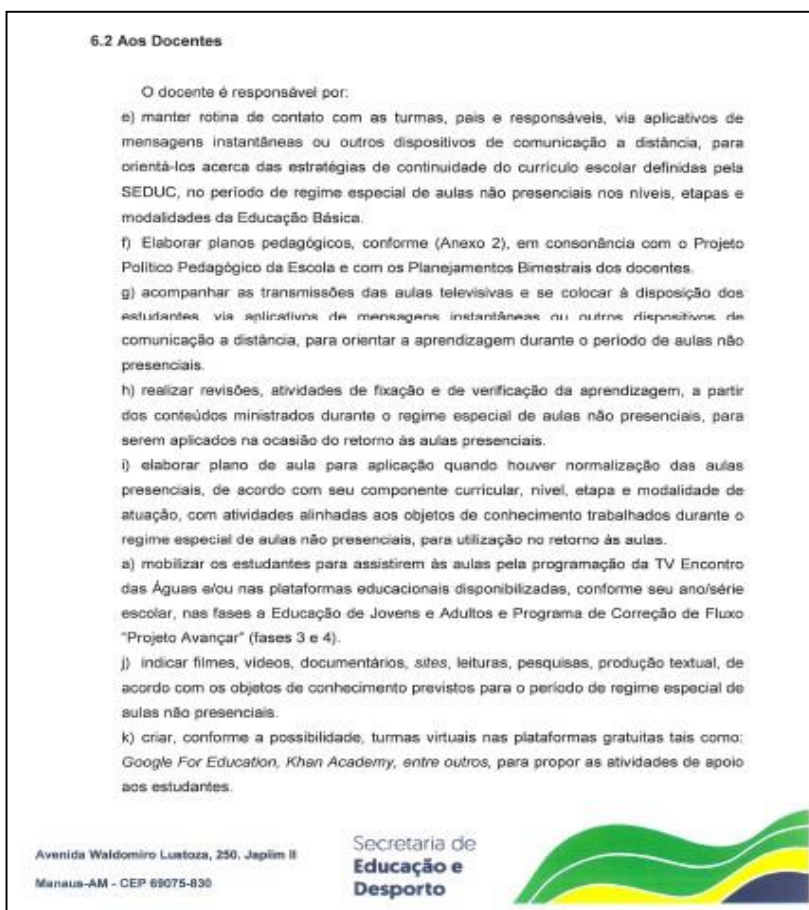 6.2 Aos Docentes
O docente é responsável por:
e) manter rotina de contato com as turmas, pais e responsáveis, via aplicativos de
mensagens instantâneas ou outros dispositivos de comunicação a distância, para
orientá-los acerca das estratégias de continuidade do currículo escolar definidas pela
SEDUC, no período de regime especial de aulas não presenciais nos níveis, etapas e
modalidades da Educação Básica.
f) Elaborar planos pedagógicos, conforme (Anexo 2), em consonância com o Projeto
Político Pedagógico da Escola e com os Planejamentos Bimestrais dos docentes.
g) acompanhar as transmissões das aulas televisivas e se colocar à disposição dos
estudantes, via aplicativos de mensagens instantâneas ou outros dispositivos de
comunicação a distância, para orientar a aprendizagem durante o período de aulas não
presenciais.
h) realizar revisões, atividades de fixação e de verificação da aprendizagem, a partir
dos conteúdos ministrados durante o regime especial de aulas não presenciais, para
serem aplicados na ocasião do retorno às aulas presenciais.
i) elaborar plano de aula para aplicação quando houver normalização das aulas
presenciais, de acordo com seu componente curricular, nível, etapa e modalidade de
atuação, com atividades alinhadas aos objetos de conhecimento trabalhados durante o
regime especial de aulas não presenciais, para utilização no retorno às aulas.
a) mobilizar os estudantes para assistirem às aulas pela programação da TV Encontro
das Águas e/ou nas plataformas educacionais disponibilizadas, conforme seu ano/série
escolar, nas fases a Educação de Jovens e Adultos e Programa de Correção de Fluxo
"Projeto Avançar" (fases 3 e 4).
j) indicar filmes, vídeos, documentários, sites, leituras, pesquisas, produção textual, de
acordo com os objetos de conhecimento previstos para o período de regime especial de
aulas não presenciais.
k) criar, conforme a possibilidade, turmas virtuais nas plataformas gratuitas tais como:
Google For Education, Khan Academy, entre outros, para propor as atividades de apoio
aos estudantes.
Avenida Waldomiro Lustoza, 250. Japiim II
Manaus-AM - CEP 69075-830
Secretaria de
Educação e
Desporto